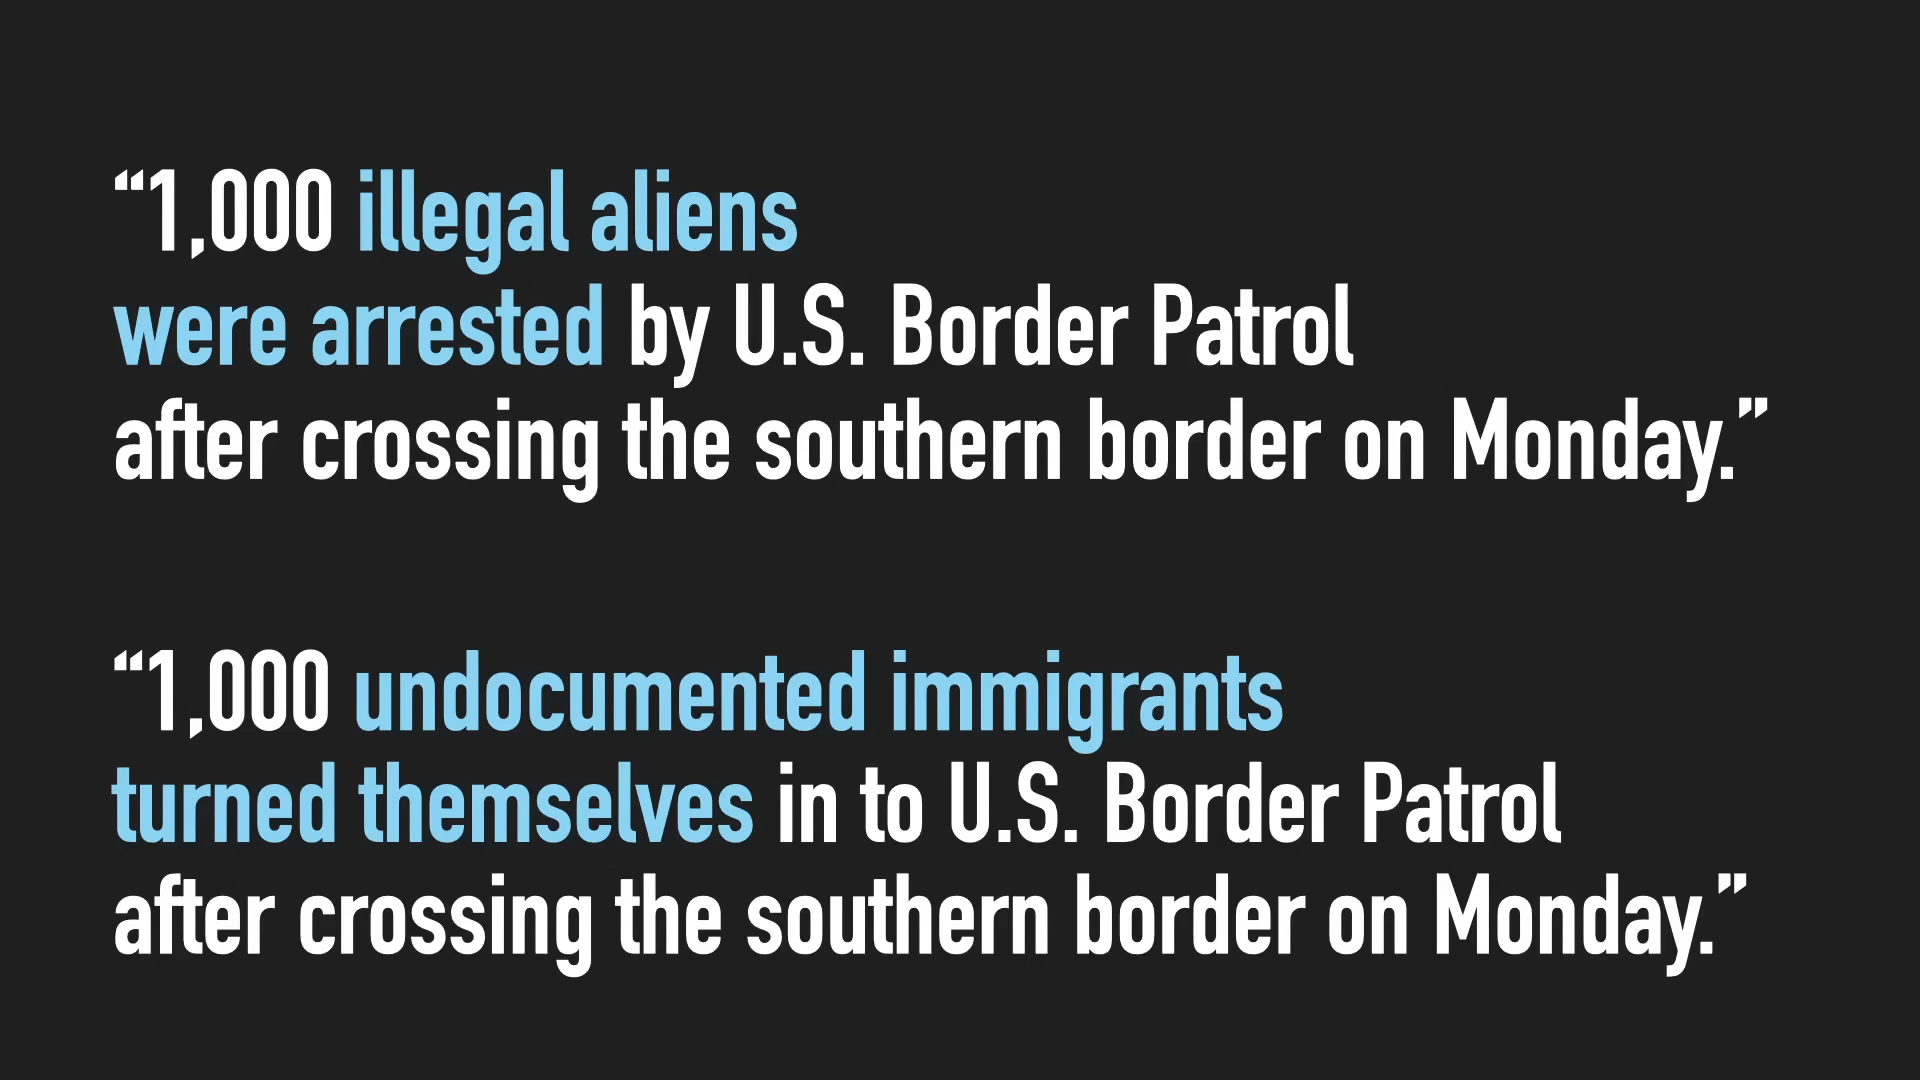 “1,000 illegal aliens
were arrested by U.S. Border Patrol
after crossing the southern border on Monday.”
“1,000 undocumented immigrants
turned themselves in to U.S. Border Patrol
after crossing the southern border on Monday.”